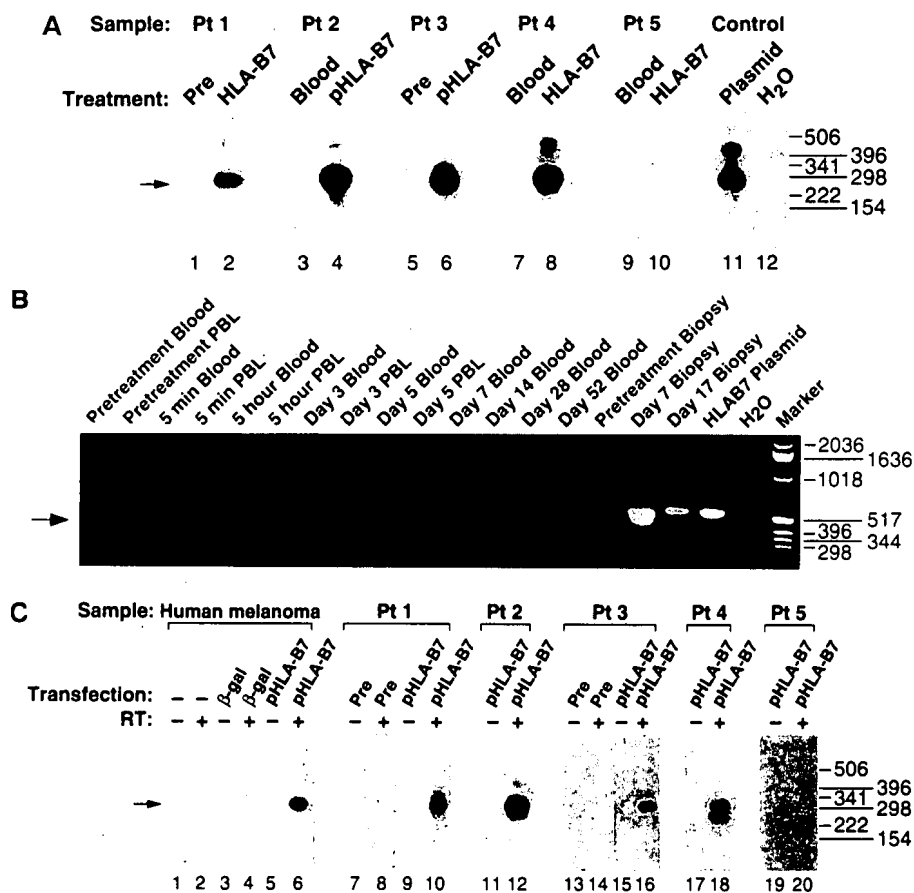 A
Sample: Pt 1 Pt 2 Pt 3 Pt 4 Pt 5 Control
Treatment: Pre HLA-B7 Blood pHLA-B7 Pre pHLA-B7 Blood HLA-B7 Blood HLA-B7 Plasmid H2O
-506
396
-341
298
-222
154
1 2 3 4 5 6 7 8 9 10 11 12
B
Pretreatment Blood
Pretreatment PBL
5 min Blood
5 min PBL
5 hour Blood
5 hour PBL
Day 3 Blood
Day 3 PBL
Day 5 Blood
Day 5 PBL
Day 7 Blood
Day 14 Blood
Day 28 Blood
Day 52 Blood
Pretreatment Biopsy
Day 7 Biopsy
Day 17 Biopsy
HLAB7 Plasmid
H2O
Marker
-2036
1636
-1018
517
-396
344
-298
C
Sample: Human melanoma Pt 1 Pt 2 Pt 3 Pt 4 Pt 5
Transfection: – – β-gal β-gal pHLA-B7 pHLA-B7 Pre Pre pHLA-B7 pHLA-B7 pHLA-B7 pHLA-B7 Pre Pre pHLA-B7 pHLA-B7 pHLA-B7 pHLA-B7 pHLA-B7 pHLA-B7
RT: – + – + – + – + – + – + – + – + – + – +
-506
396
-341
298
-222
154
1 2 3 4 5 6 7 8 9 10 11 12 13 14 15 16 17 18 19 20